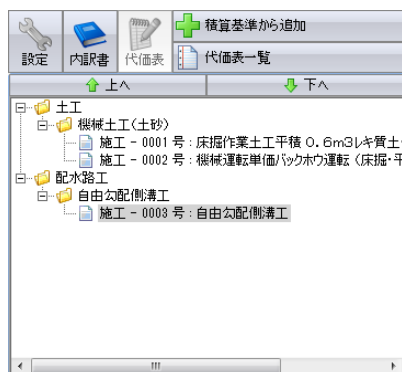 設定
内訳書
代価表
積算基準から追加
代価表一覧
上へ
下へ
土工
機械土工(土砂)
施工 - 0001 号 : 床掘作業土工平積 0.6m3レキ質土
施工 - 0002 号 : 機械運転単価バックホウ運転 (床掘・平
配水路工
自由勾配側溝工
施工 - 0003 号 : 自由勾配側溝工